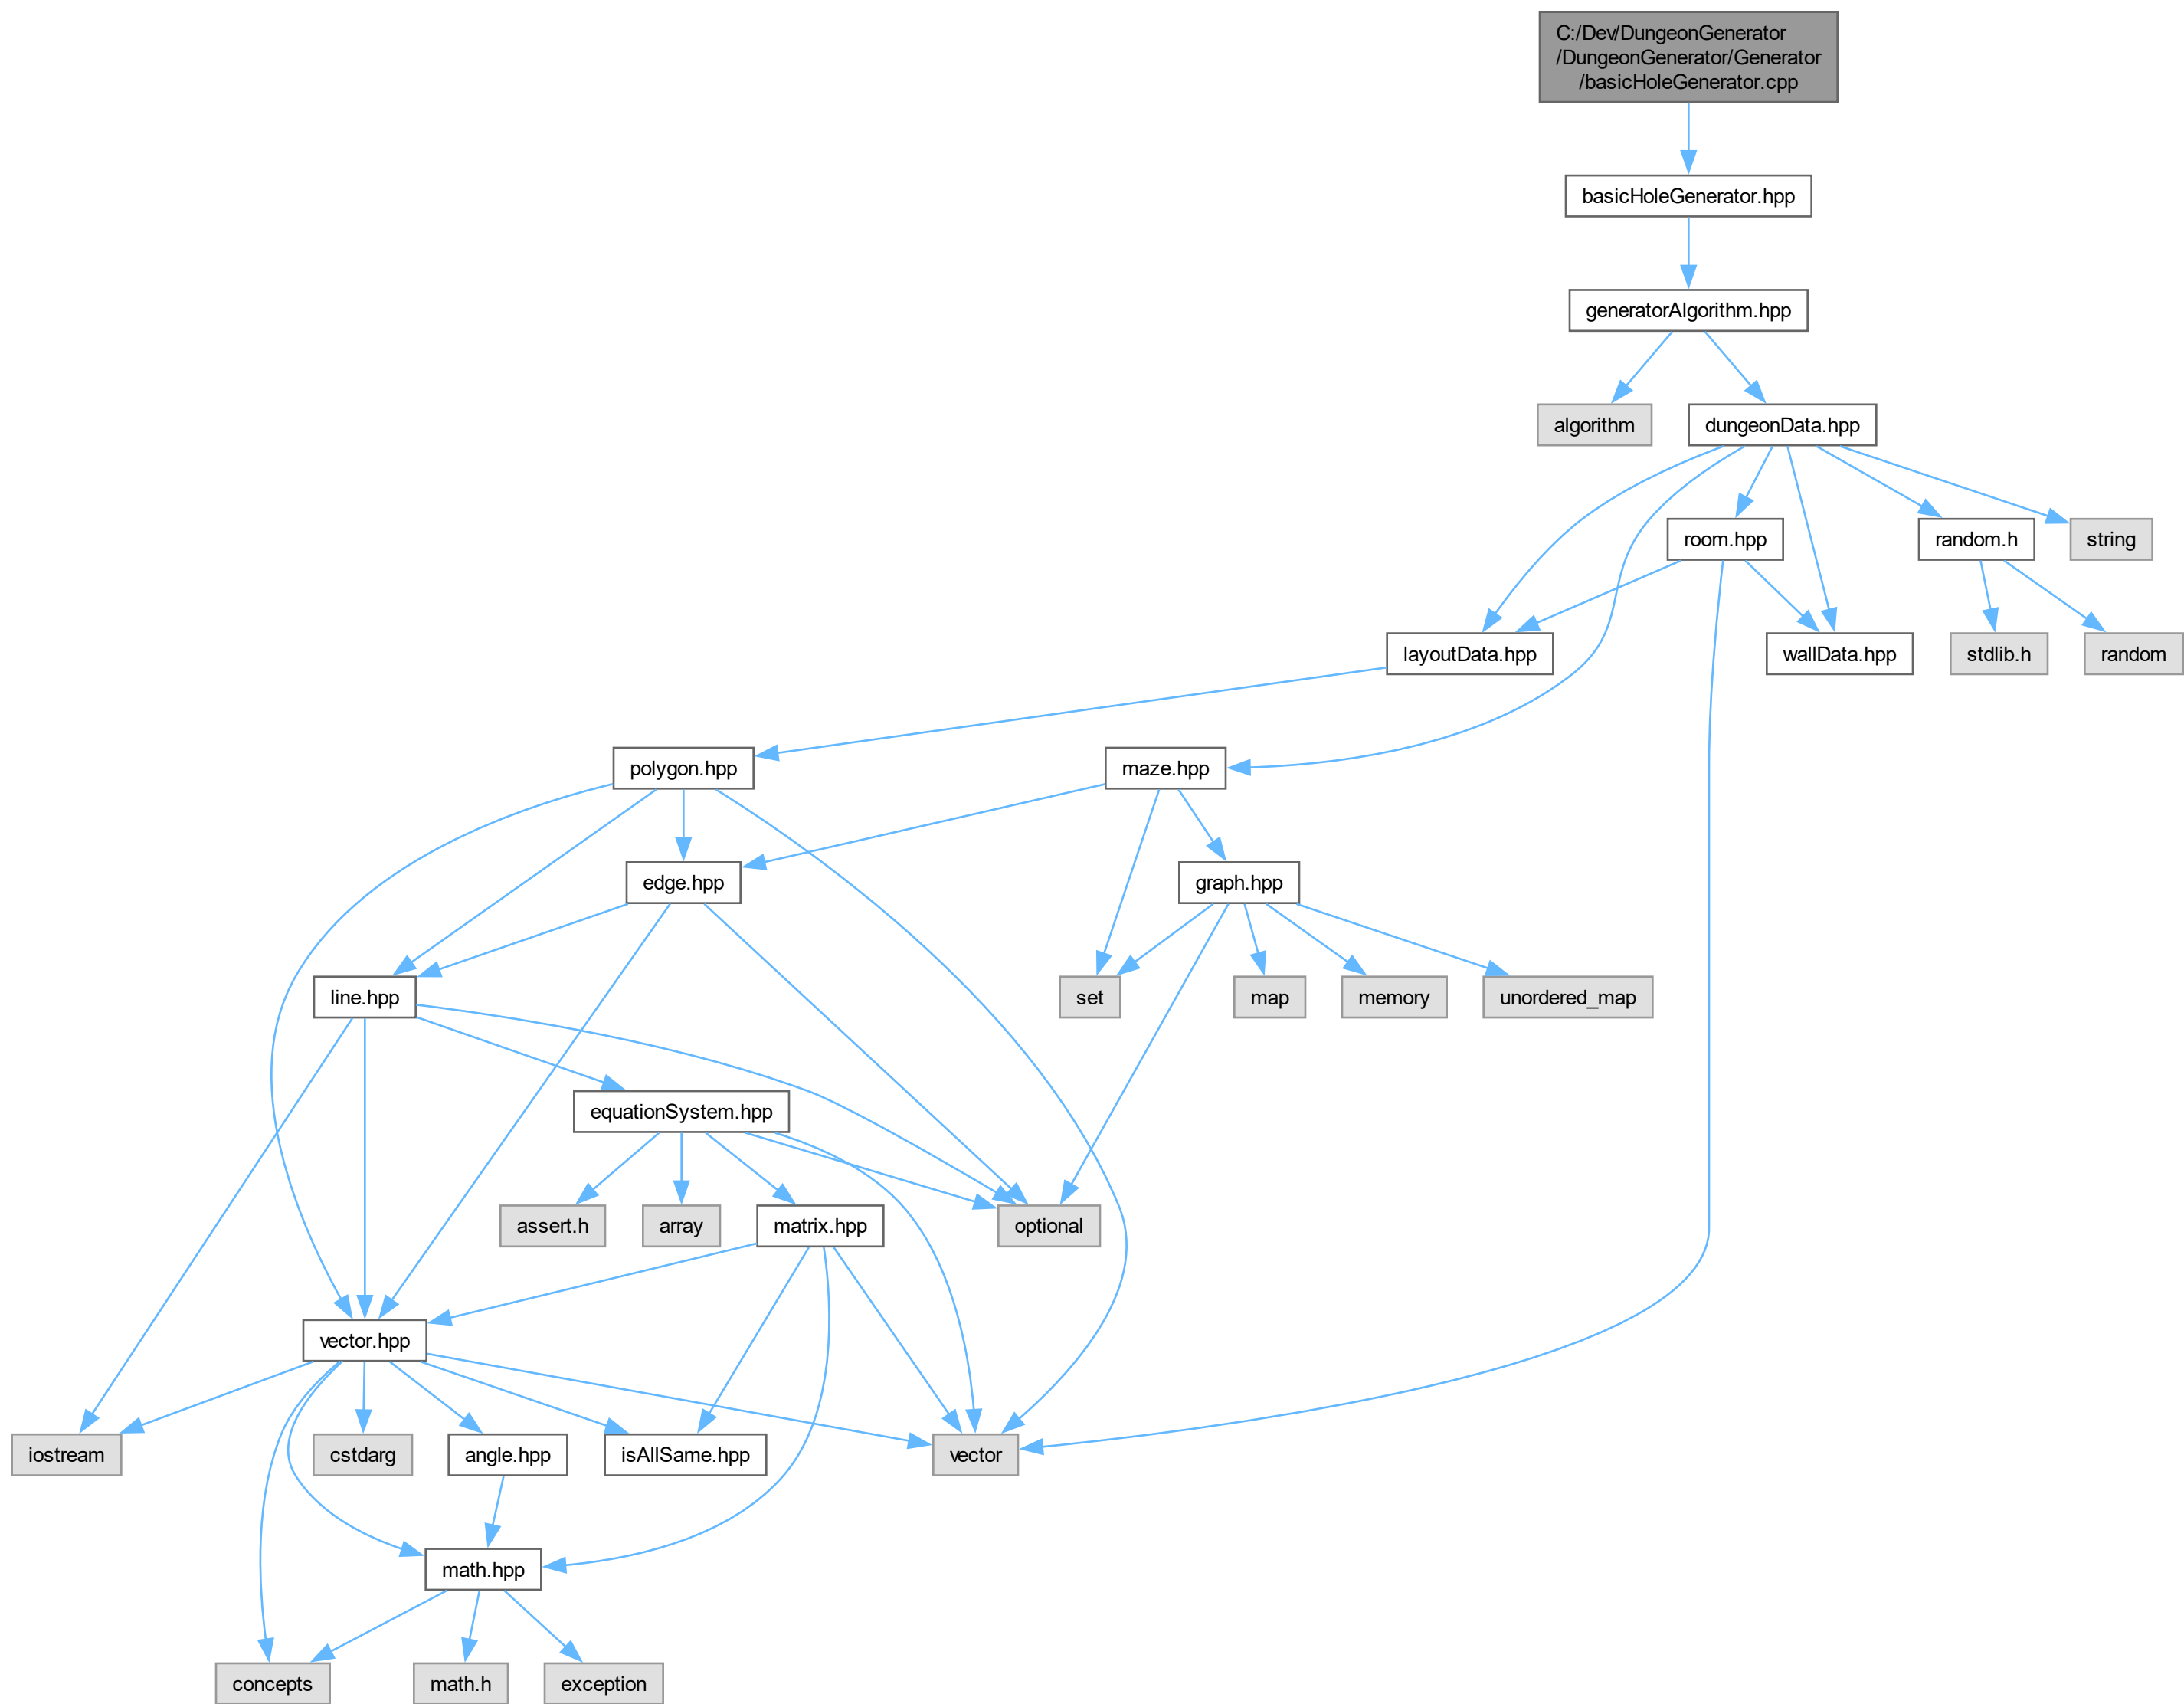 C:/Dev/DungeonGenerator
/DungeonGenerator/Generator
/basicHoleGenerator.cpp
basicHoleGenerator.hpp
generatorAlgorithm.hpp
algorithm
dungeonData.hpp
room.hpp
random.h
string
layoutData.hpp
wallData.hpp
stdlib.h
random
polygon.hpp
maze.hpp
edge.hpp
graph.hpp
line.hpp
set
map
memory
unordered_map
equationSystem.hpp
assert.h
array
matrix.hpp
optional
vector.hpp
iostream
cstdarg
angle.hpp
isAllSame.hpp
vector
math.hpp
concepts
math.h
exception